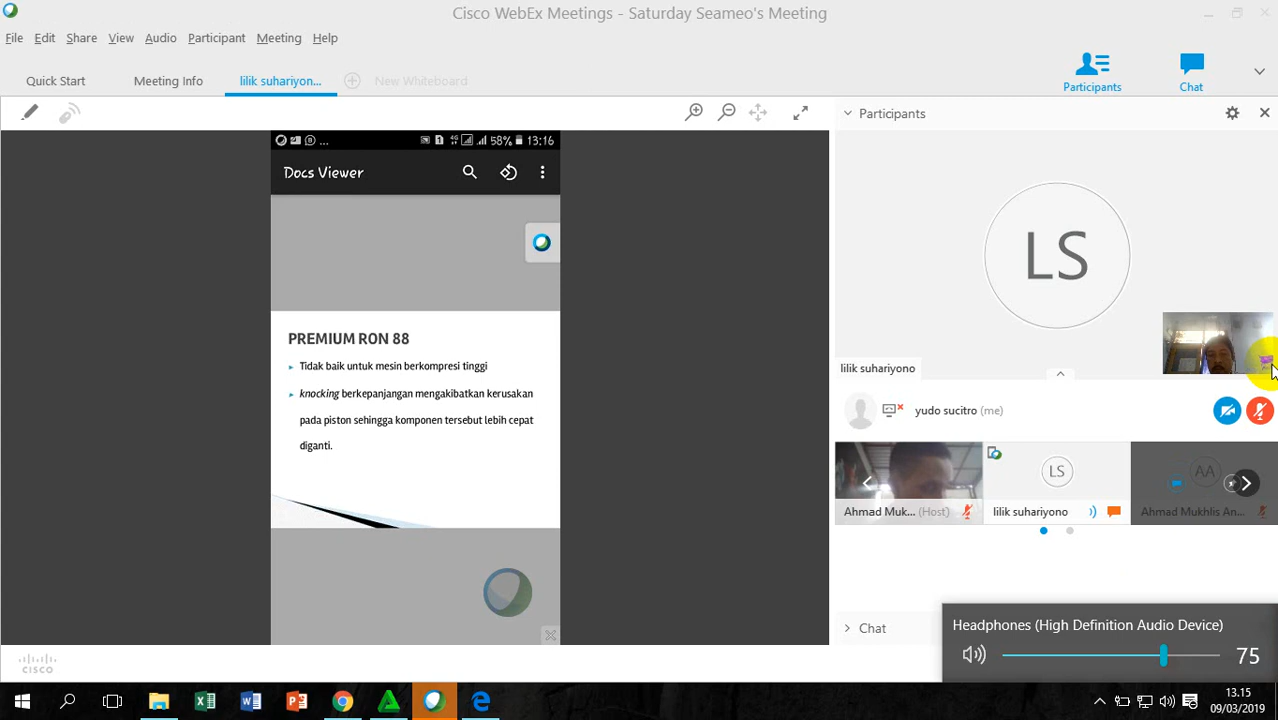 Cisco WebEx Meetings - Saturday Seameo's Meeting
File Edit Share View Audio Participant Meeting Help
Quick Start Meeting Info lilik suhariyon... New Whiteboard
Participants Chat
Participants
... 58% 13:16
Docs Viewer
PREMIUM RON 88
Tidak baik untuk mesin berkompresi tinggi
knocking berkepanjangan mengakibatkan kerusakan
pada piston sehingga komponen tersebut lebih cepat
diganti.
LS
lilik suhariyono
yudo sucitro (me)
LS AA
Ahmad Muk... (Host) lilik suhariyono Ahmad Mukhlis An...
Chat
Headphones (High Definition Audio Device)
75
CISCO
13.15
09/03/2019